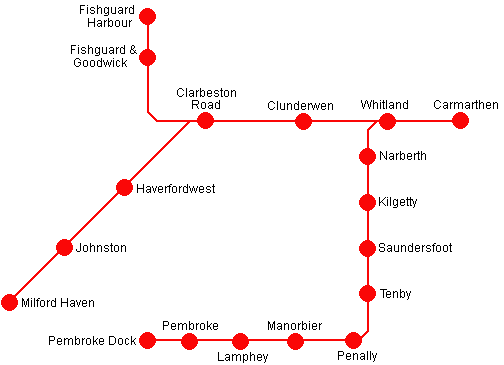 Fishguard
Harbour
Fishguard &
Goodwick
Clarbeston
Road
Clunderwen
Whitland
Carmarthen
Narberth
Haverfordwest
Kilgetty
Johnston
Saundersfoot
Tenby
Milford Haven
Pembroke Dock
Pembroke
Lamphey
Manorbier
Penally